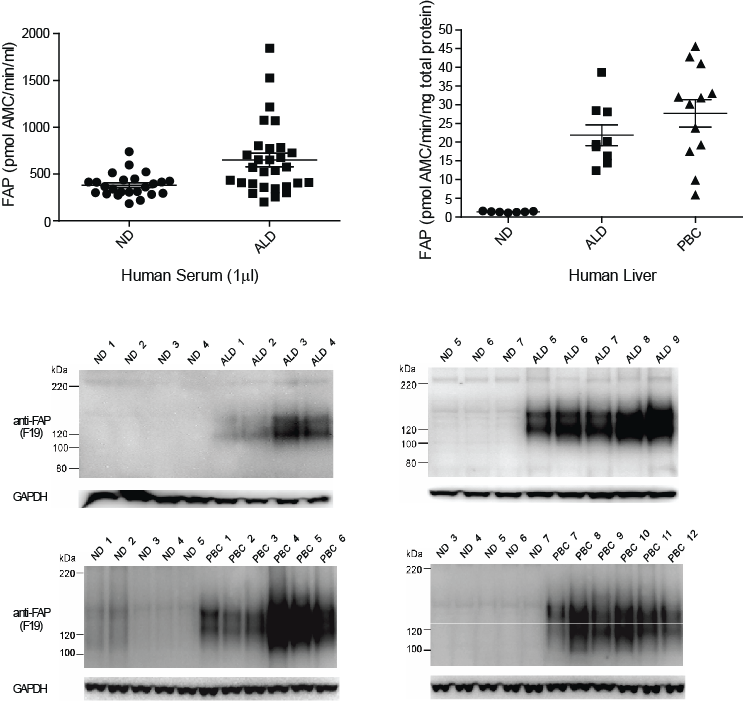 FAP (pmol AMC/min/ml)
2000
1500
1000
500
0
ND
ALD
Human Serum (1µl)
FAP (pmol AMC/min/mg total protein)
50
45
40
35
30
25
20
15
10
5
0
ND
ALD
PBC
Human Liver
ND 1
ND 2
ND 3
ND 4
ALD 1
ALD 2
ALD 3
ALD 4
kDa
220
anti-FAP
(F19)
120
100
80
GAPDH
ND 5
ND 6
ND 7
ALD 5
ALD 6
ALD 7
ALD 8
ALD 9
kDa
220
120
100
80
ND 1
ND 2
ND 3
ND 4
ND 5
PBC 1
PBC 2
PBC 3
PBC 4
PBC 5
PBC 6
kDa
220
anti-FAP
(F19)
120
100
GAPDH
ND 3
ND 4
ND 5
ND 6
ND 7
PBC 7
PBC 8
PBC 9
PBC 10
PBC 11
PBC 12
kDa
220
120
100